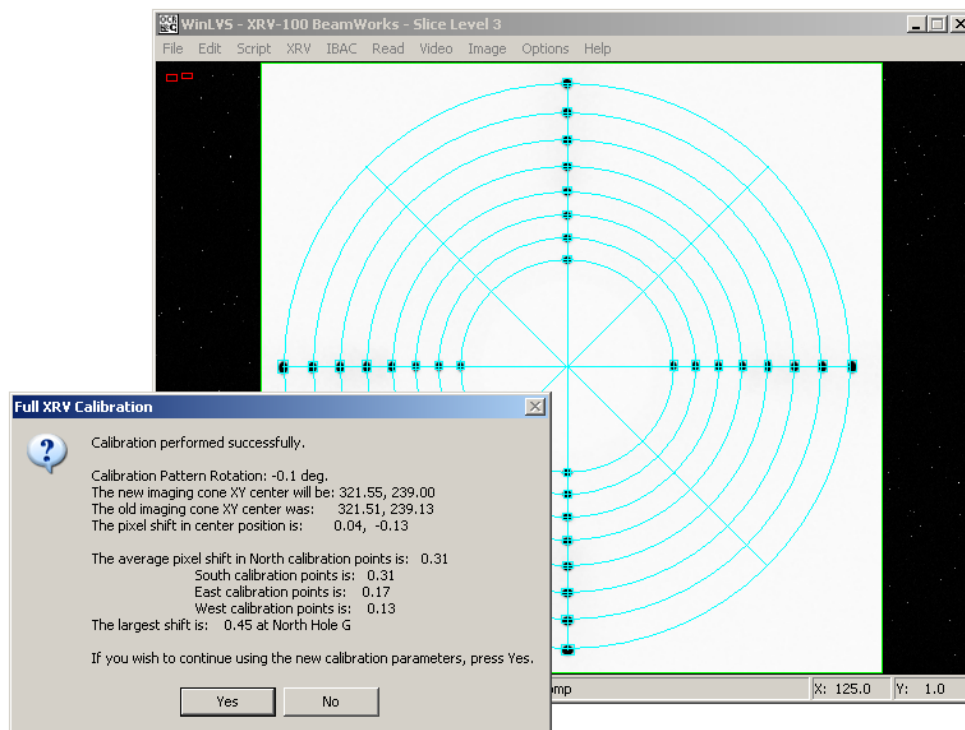 WinLVS - XRV-100 BeamWorks - Slice Level 3
File Edit Script XRV IBAC Read Video Image Options Help
Full XRV Calibration
Calibration performed successfully.
Calibration Pattern Rotation: -0.1 deg.
The new imaging cone XY center will be: 321.55, 239.00
The old imaging cone XY center was: 321.51, 239.13
The pixel shift in center position is: 0.04, -0.13
The average pixel shift in North calibration points is: 0.31
South calibration points is: 0.31
East calibration points is: 0.17
West calibration points is: 0.13
The largest shift is: 0.45 at North Hole G
If you wish to continue using the new calibration parameters, press Yes.
Yes No
X: 125.0 Y: 1.0